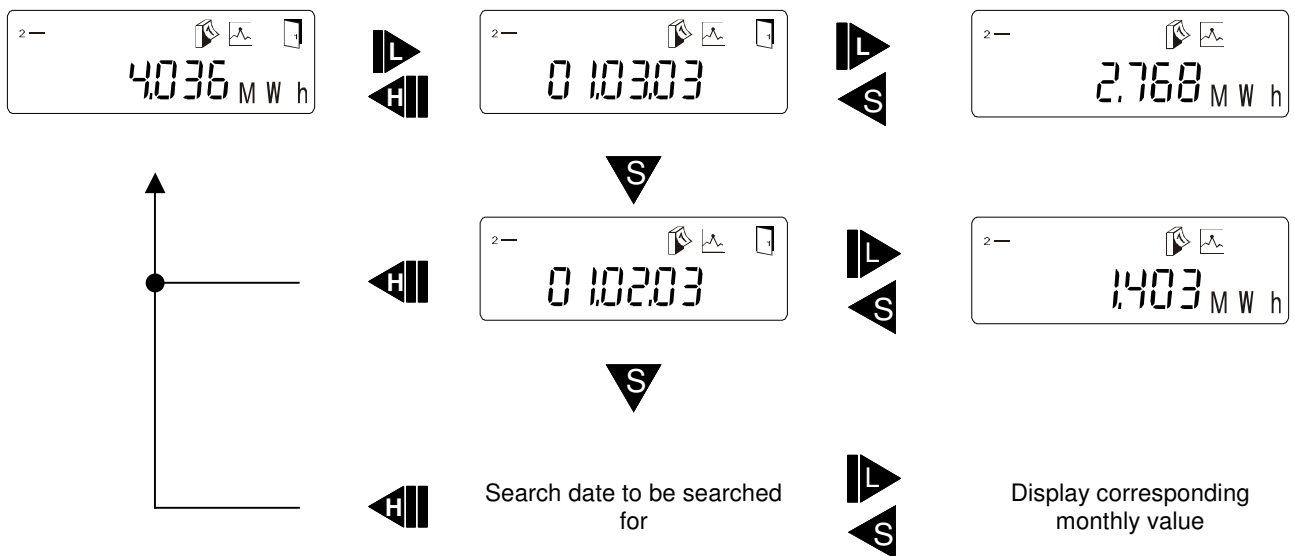 2
4.036 MWh
L
H
2
01.03.03
L
S
2
2.768 MWh
S
H
2
01.02.03
L
S
2
1.403 MWh
S
H
Search date to be searched
for
L
S
Display corresponding
monthly value